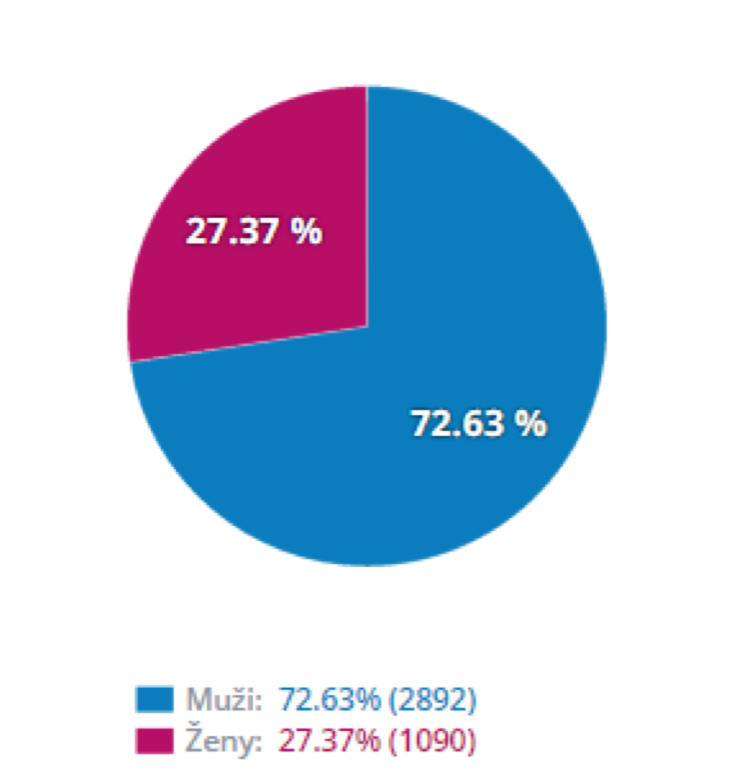 27.37 %
72.63 %
Muži: 72.63% (2892)
Ženy: 27.37% (1090)